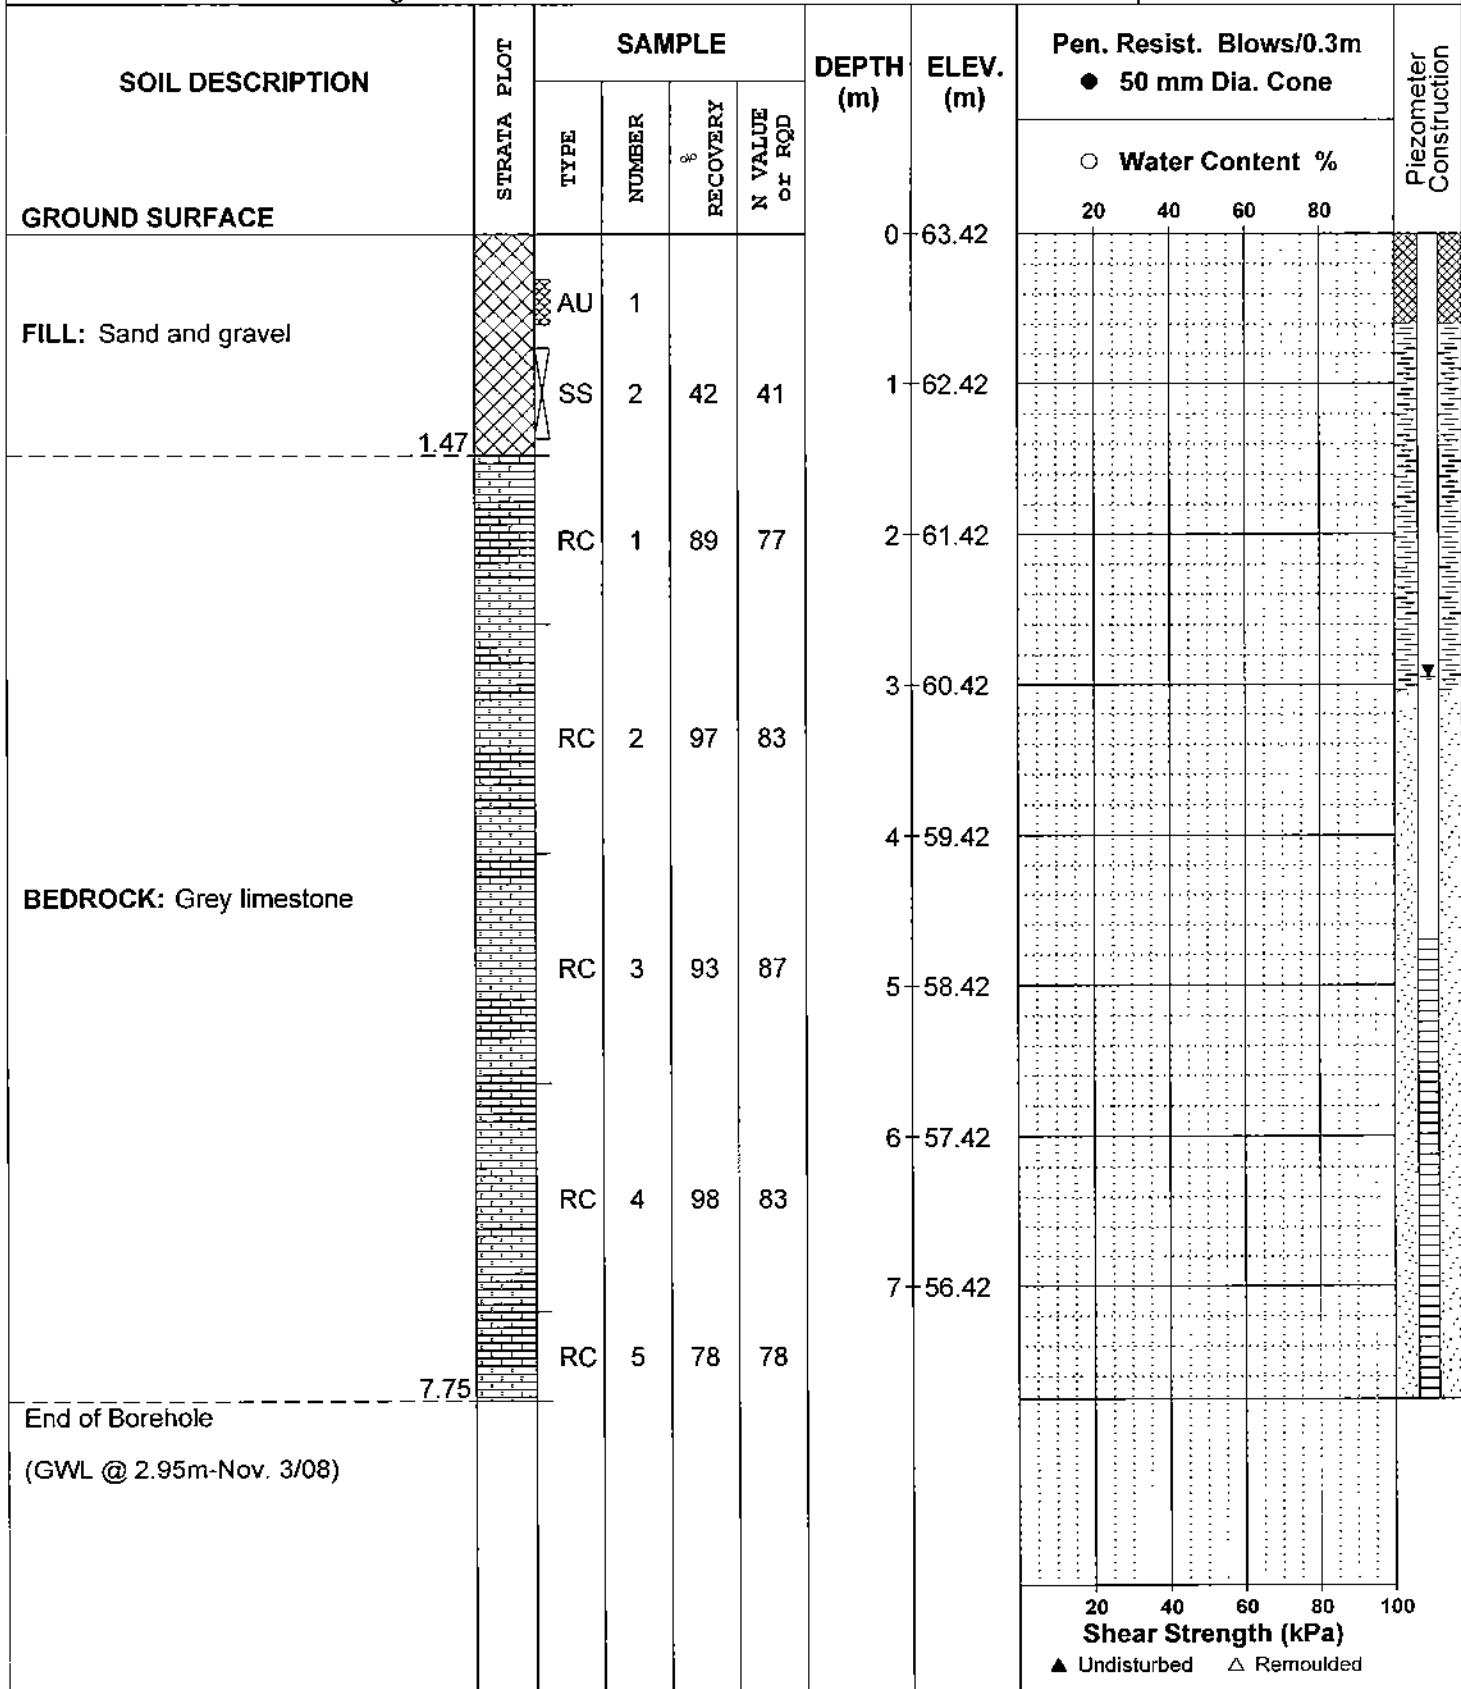 SOIL DESCRIPTION
GROUND SURFACE
STRATA PLOT
SAMPLE
TYPE
NUMBER
% RECOVERY
N VALUE or RQD
DEPTH (m)
ELEV. (m)
Pen. Resist. Blows/0.3m
● 50 mm Dia. Cone
○ Water Content %
20 40 60 80
Piezometer Construction
0 63.42
AU 1
FILL: Sand and gravel
1 62.42
SS 2 42 41
1.47
RC 1 89 77
2 61.42
3 60.42
RC 2 97 83
4 59.42
BEDROCK: Grey limestone
RC 3 93 87
5 58.42
6 57.42
RC 4 98 83
7 56.42
RC 5 78 78
7.75
End of Borehole
(GWL @ 2.95m-Nov. 3/08)
20 40 60 80 100
Shear Strength (kPa)
▲ Undisturbed △ Remoulded